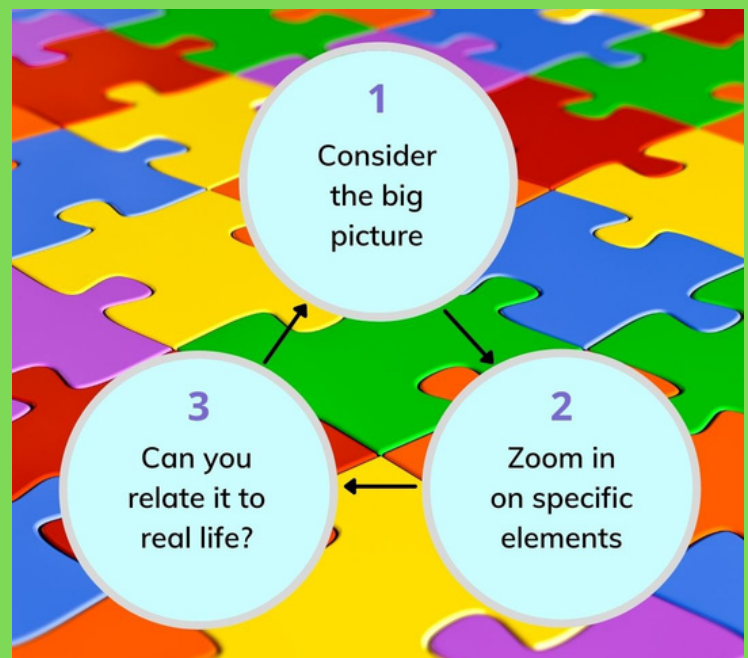 1
Consider
the big
picture
2
Zoom in
on specific
elements
3
Can you
relate it to
real life?